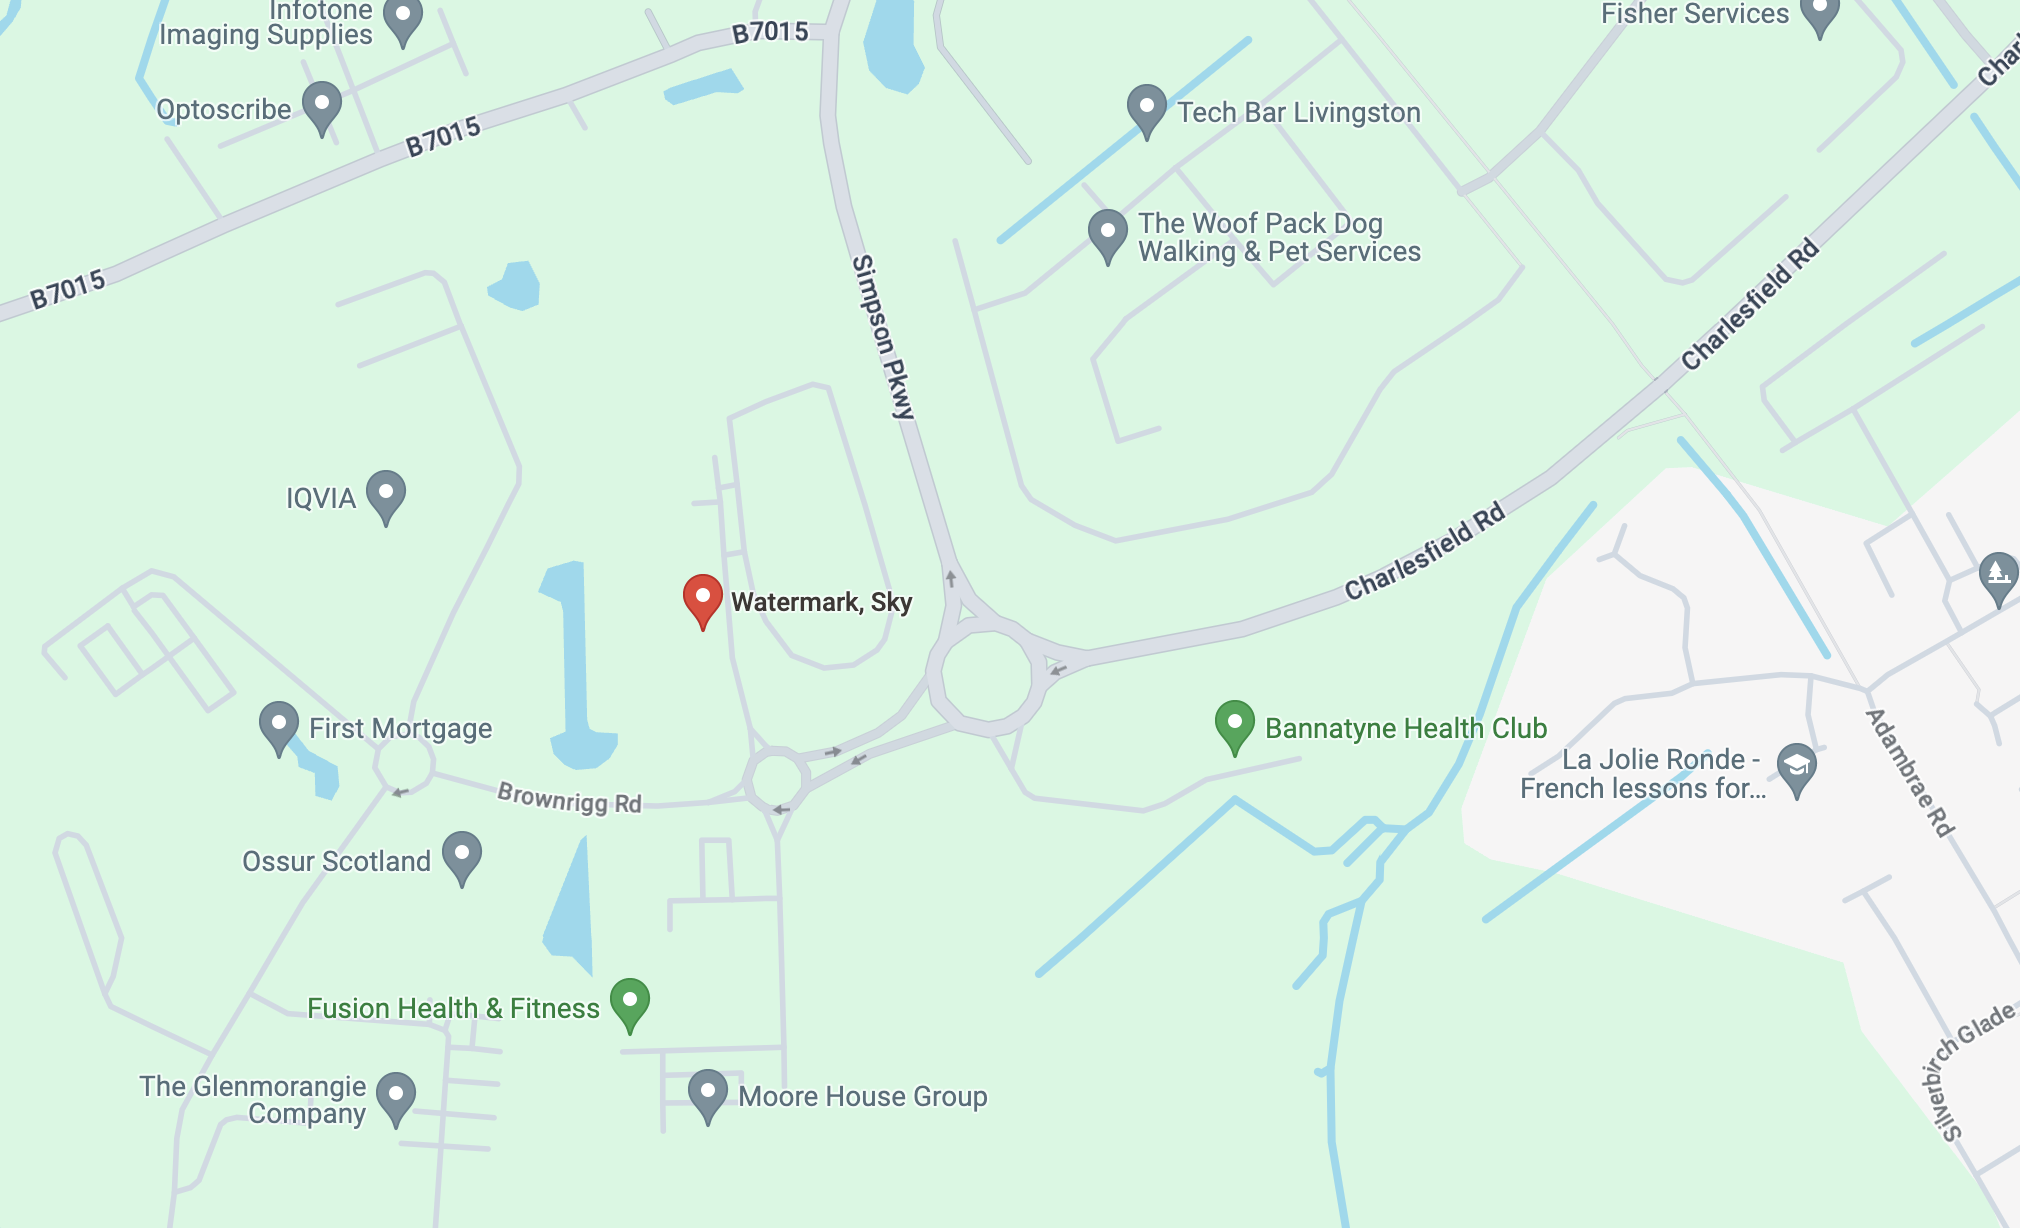 Infotone
Imaging Supplies
B7015
Fisher Services
Charl
Optoscribe
B7015
Tech Bar Livingston
The Woof Pack Dog
Walking & Pet Services
B7015
Simpson Pkwy
Charlesfield Rd
IQVIA
Charlesfield Rd
Watermark, Sky
First Mortgage
Bannatyne Health Club
La Jolie Ronde -
French lessons for...
Adambrae Rd
Brownrigg Rd
Ossur Scotland
Fusion Health & Fitness
Silverbirch Glade
The Glenmorangie
Company
Moore House Group